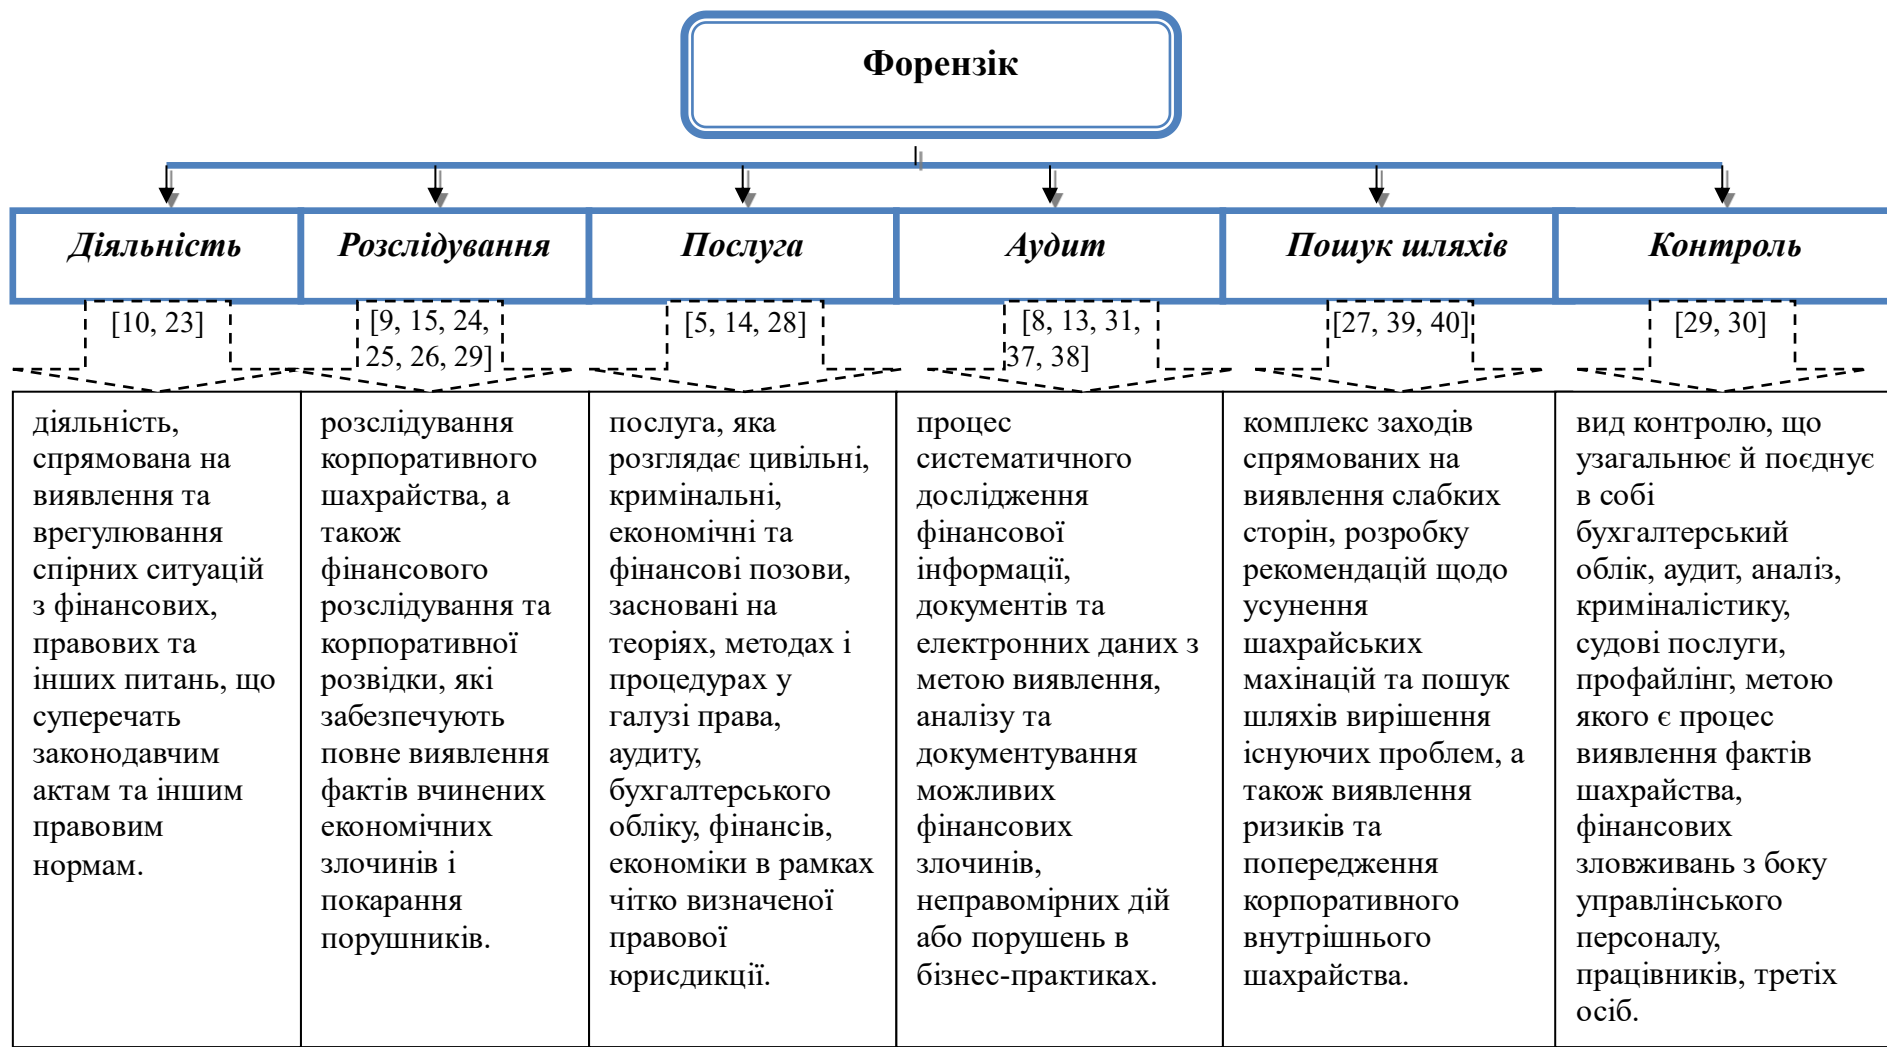 Форензік
Діяльність
Розслідування
Послуга
Аудит
Пошук шляхів
Контроль
[10, 23]
[9, 15, 24,
25, 26, 29]
[5, 14, 28]
[8, 13, 31,
37, 38]
[27, 39, 40]
[29, 30]
діяльність,
спрямована на
виявлення та
врегулювання
спірних ситуацій
з фінансових,
правових та
інших питань, що
суперечать
законодавчим
актам та іншим
правовим
нормам.
розслідування
корпоративного
шахрайства, а
також
фінансового
розслідування та
корпоративної
розвідки, які
забезпечують
повне виявлення
фактів вчинених
економічних
злочинів і
покарання
порушників.
послуга, яка
розглядає цивільні,
кримінальні,
економічні та
фінансові позови,
засновані на
теоріях, методах і
процедурах у
галузі права,
аудиту,
бухгалтерського
обліку, фінансів,
економіки в рамках
чітко визначеної
правової
юрисдикції.
процес
систематичного
дослідження
фінансової
інформації,
документів та
електронних даних з
метою виявлення,
аналізу та
документування
можливих
фінансових
злочинів,
неправомірних дій
або порушень в
бізнес-практиках.
комплекс заходів
спрямованих на
виявлення слабких
сторін, розробку
рекомендацій щодо
усунення
шахрайських
махінацій та пошук
шляхів вирішення
існуючих проблем, а
також виявлення
ризиків та
попередження
корпоративного
внутрішнього
шахрайства.
вид контролю, що
узагальнює й поєднує
в собі
бухгалтерський
облік, аудит, аналіз,
криміналістику,
судові послуги,
профайлінг, метою
якого є процес
виявлення фактів
шахрайства,
фінансових
зловживань з боку
управлінського
персоналу,
працівників, третіх
осіб.